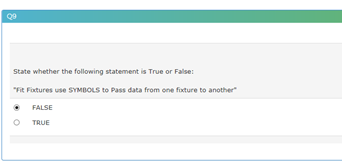 Q9
State whether the following statement is True or False:
"Fit Fixtures use SYMBOLS to Pass data from one fixture to another"
FALSE
TRUE